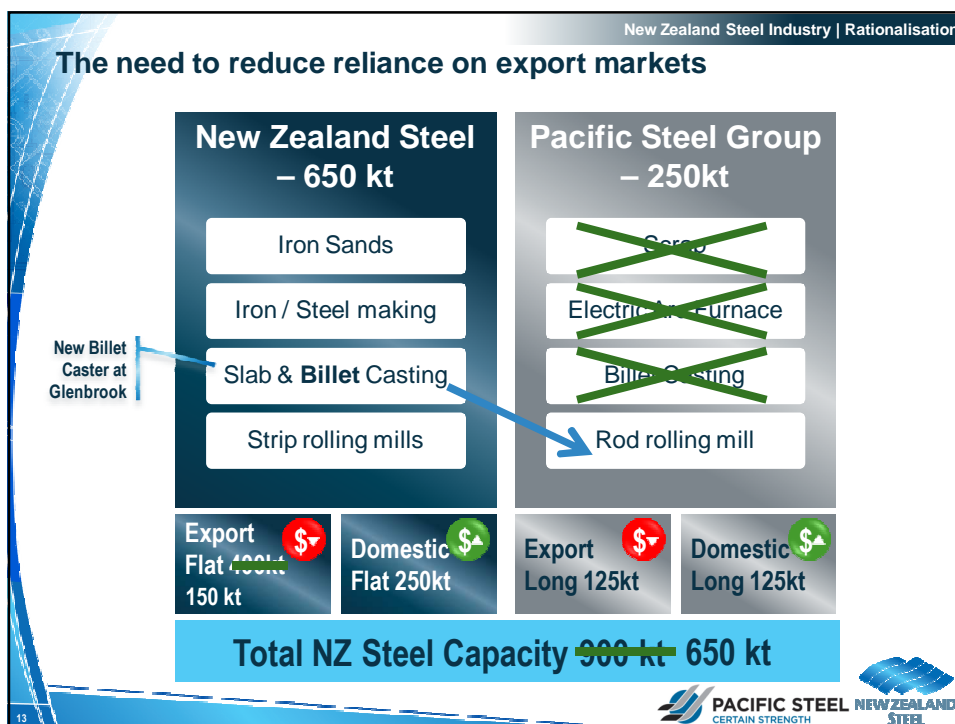 New Zealand Steel Industry | Rationalisation
The need to reduce reliance on export markets
New Zealand Steel
– 650 kt
Pacific Steel Group
– 250kt
Iron Sands
Scrap
Iron / Steel making
Electric Arc Furnace
New Billet
Caster at
Glenbrook
Slab & Billet Casting
Billet Casting
Strip rolling mills
Rod rolling mill
Export
Flat 400kt
150 kt
$
Domestic
Flat 250kt
$
Export
Long 125kt
$
Domestic
Long 125kt
$
Total NZ Steel Capacity 900 kt 650 kt
13
PACIFIC STEEL
CERTAIN STRENGTH
NEW ZEALAND
STEEL